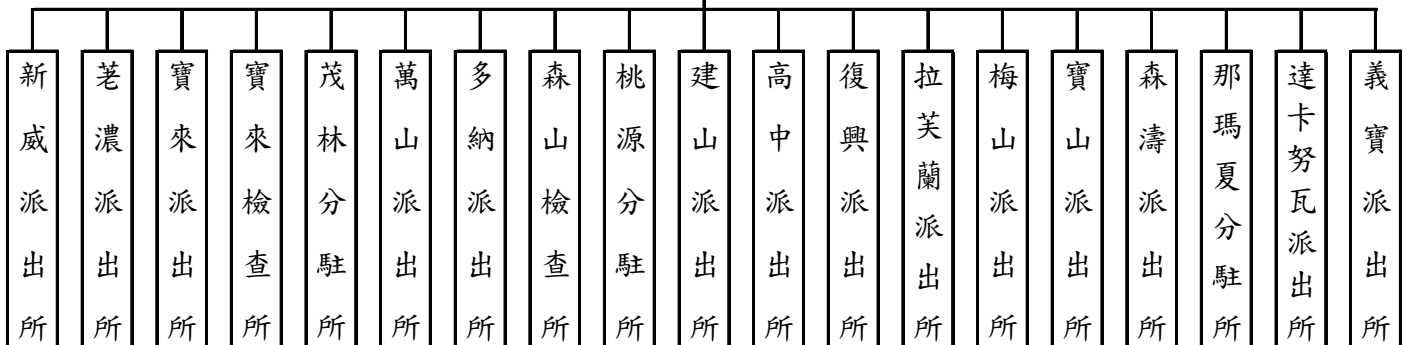 新威派出所
荖濃派出所
寶來派出所
寶來檢查所
茂林分駐所
萬山派出所
多納派出所
森山檢查所
桃源分駐所
建山派出所
高中派出所
復興派出所
拉芙蘭派出所
梅山派出所
寶山派出所
森濤派出所
那瑪夏分駐所
達卡努瓦派出所
義寶派出所